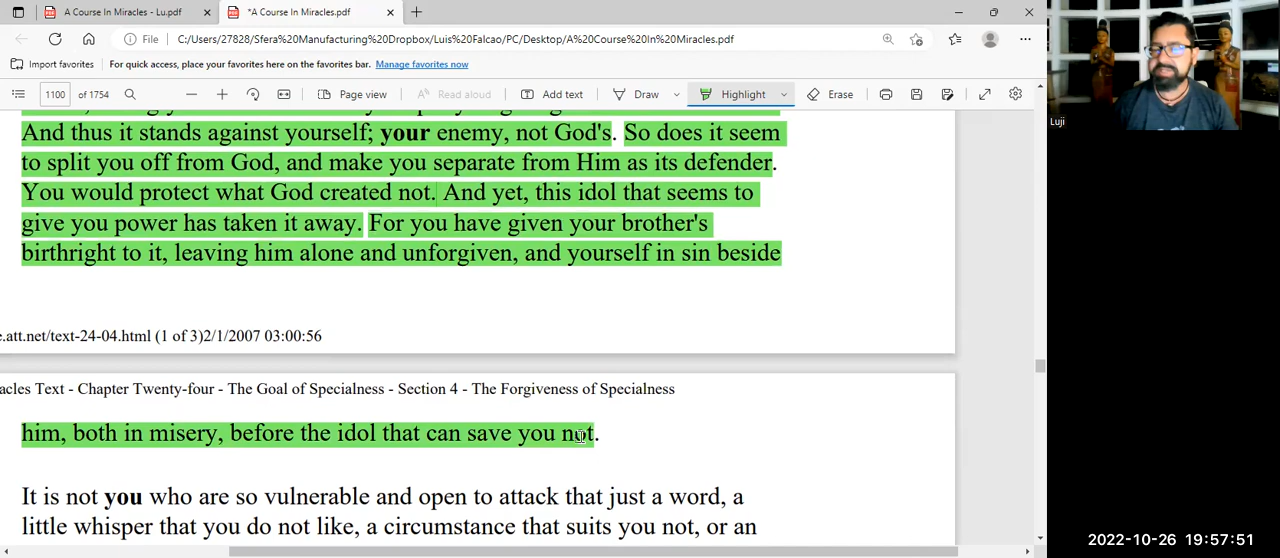 A Course In Miracles - Lu.pdf
*A Course In Miracles.pdf
File
C:/Users/27828/Sfera%20Manufacturing%20Dropbox/Luis%20Falcao/PC/Desktop/A%20Course%20In%20Miracles.pdf
Import favorites
For quick access, place your favorites here on the favorites bar. Manage favorites now
1100 of 1754
Page view
Read aloud
Add text
Draw
Highlight
Erase
And thus it stands against yourself; your enemy, not God's. So does it seem
to split you off from God, and make you separate from Him as its defender.
You would protect what God created not. And yet, this idol that seems to
give you power has taken it away. For you have given your brother's
birthright to it, leaving him alone and unforgiven, and yourself in sin beside
e.att.net/text-24-04.html (1 of 3)2/1/2007 03:00:56
acles Text - Chapter Twenty-four - The Goal of Specialness - Section 4 - The Forgiveness of Specialness
him, both in misery, before the idol that can save you not.
It is not you who are so vulnerable and open to attack that just a word, a
little whisper that you do not like, a circumstance that suits you not, or an
Luji
2022-10-26 19:57:51